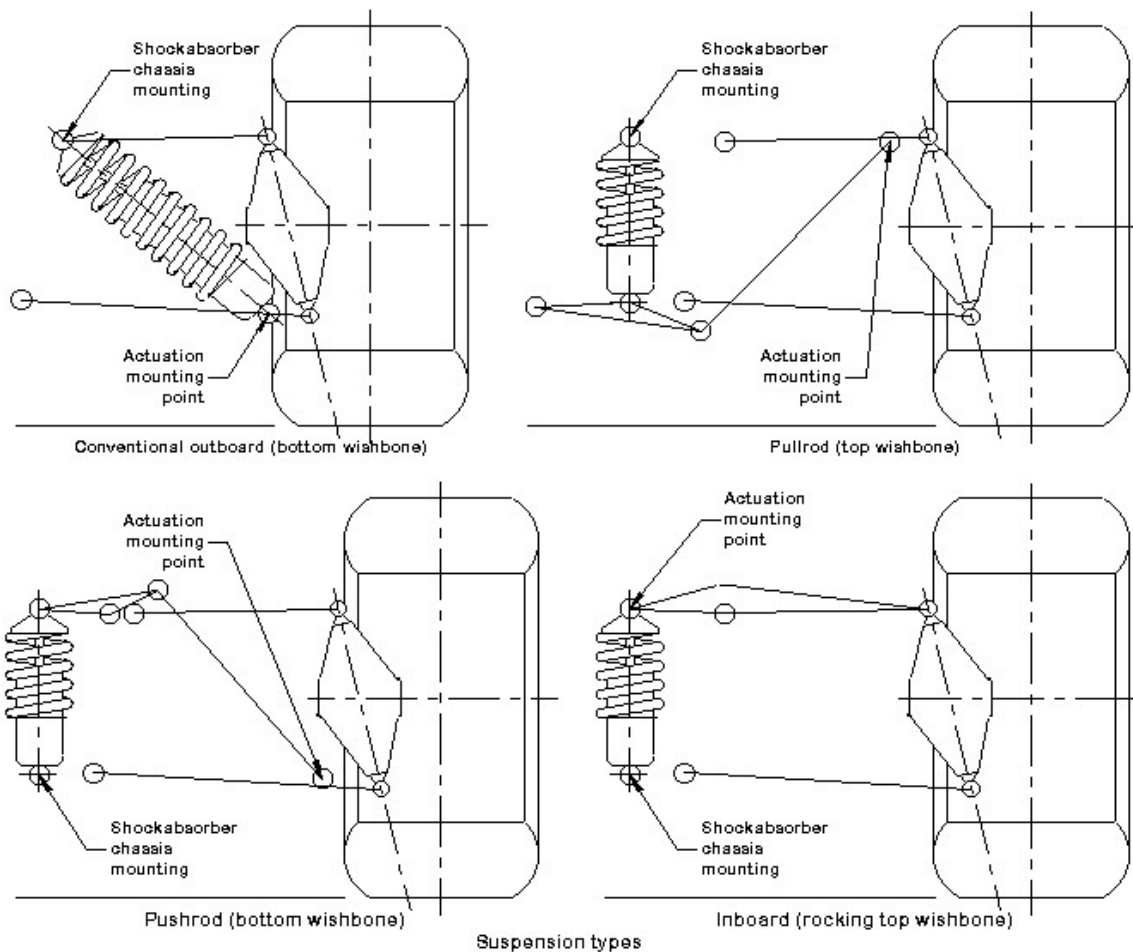 Shockabsorber
chassis
mounting
Actuation
mounting
point
Conventional outboard (bottom wishbone)
Shockabsorber
chassis
mounting
Actuation
mounting
point
Pullrod (top wishbone)
Actuation
mounting
point
Shockabsorber
chassis
mounting
Pushrod (bottom wishbone)
Actuation
mounting
point
Shockabsorber
chassis
mounting
Inboard (rocking top wishbone)
Suspension types